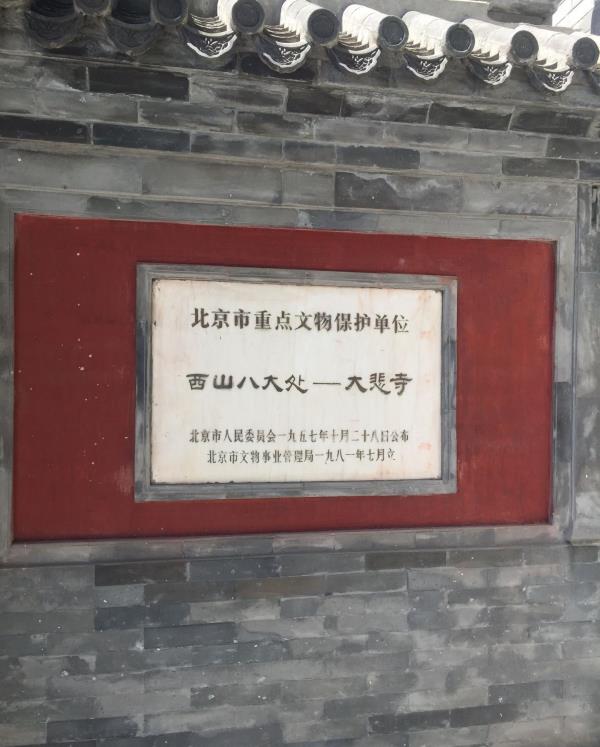 北京市重点文物保护单位
西山八大处——大悲寺
北京市人民委员会一九五七年十月二十八日公布
北京市文物事业管理局一九八一年七月立